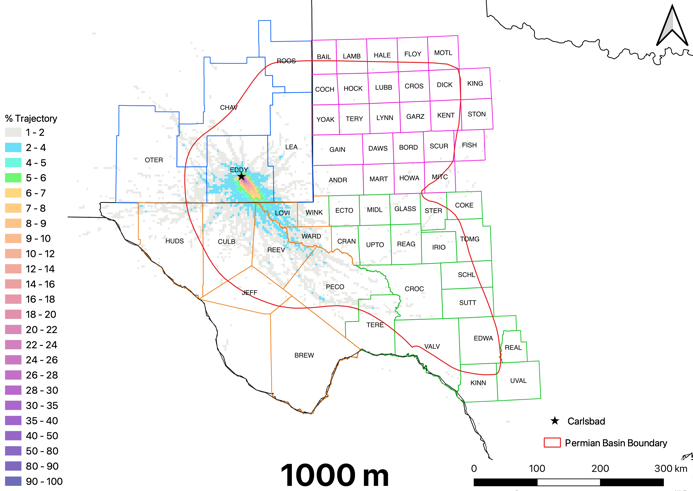 ROOS
BAIL LAMB HALE FLOY MOTL
COCH HOCK LUBB CROS DICK KING
CHAV
% Trajectory
YOAK TERY LYNN GARZ KENT STON
1 - 2
2 - 4
4 - 5
5 - 6
6 - 7
7 - 8
8 - 9
9 - 10
10 - 12
12 - 14
14 - 16
16 - 18
18 - 20
20 - 22
22 - 24
24 - 26
26 - 28
28 - 30
30 - 35
35 - 40
40 - 50
50 - 80
80 - 90
90 - 100
OTER LEA GAIN DAWS BORD SCUR FISH
EDDY ANDR MART HOWA MITC
LOVI WINK ECTO MIDL GLASS STER COKE
HUDS CULB REEV WARD CRAN UPTO REAG IRIO TOMG
JEFF PECO CROC SCHL
SUTT
TERE
BREW VALV EDWA REAL
KINN UVAL
Carlsbad
Permian Basin Boundary
1000 m
0 100 200 300 km